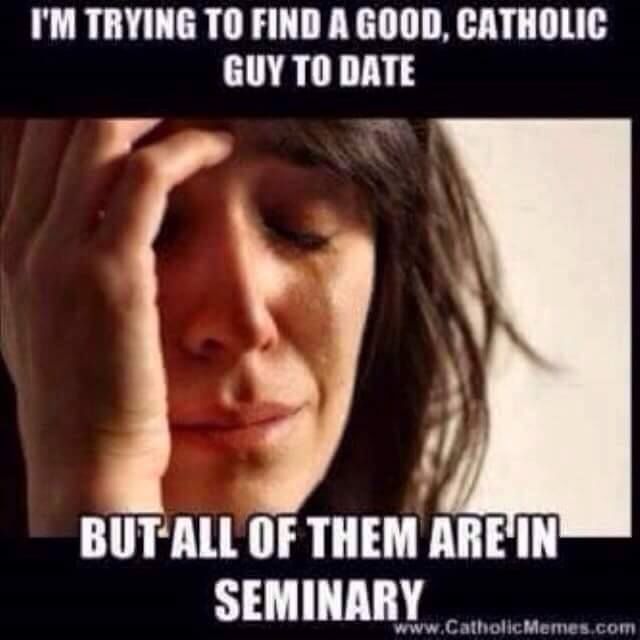 I'M TRYING TO FIND A GOOD, CATHOLIC
GUY TO DATE
BUT ALL OF THEM ARE IN
SEMINARY
www.CatholicMemes.com